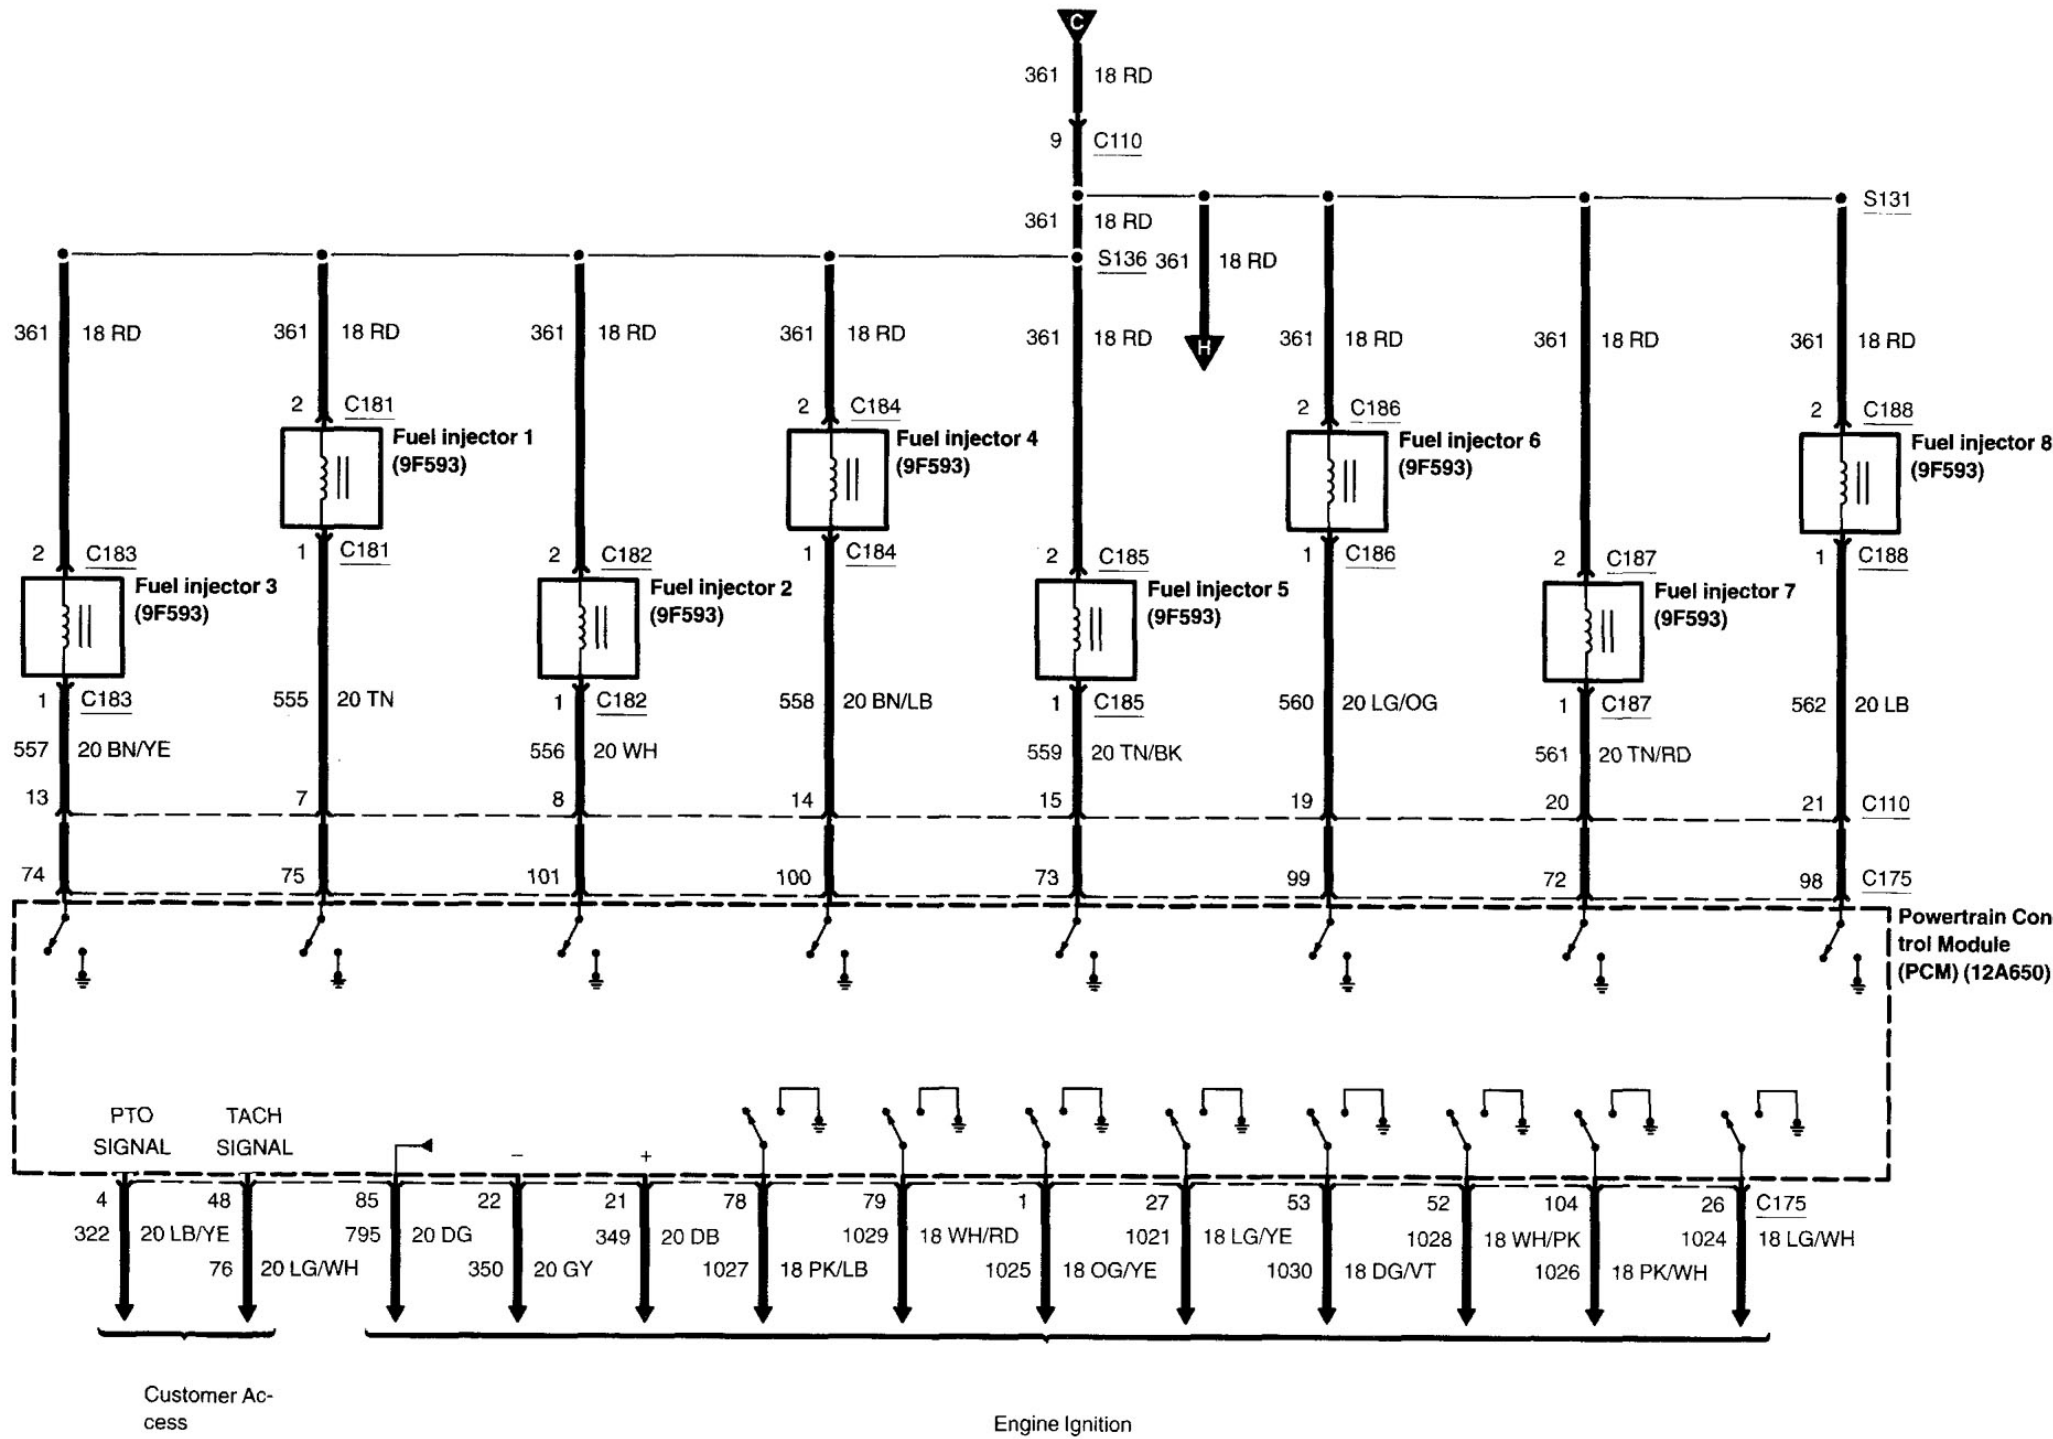 C
361 18 RD
9 C110
S131
361 18 RD
S136 361 18 RD
361 18 RD 361 18 RD 361 18 RD 361 18 RD 361 18 RD 361 18 RD 361 18 RD 361 18 RD
H
2 C181 2 C184 2 C186 2 C188
Fuel injector 1
(9F593)
Fuel injector 4
(9F593)
Fuel injector 6
(9F593)
Fuel injector 8
(9F593)
2 C183 1 C181 2 C182 1 C184 2 C185 1 C186 2 C187 1 C188
Fuel injector 3
(9F593)
Fuel injector 2
(9F593)
Fuel injector 5
(9F593)
Fuel injector 7
(9F593)
1 C183 555 20 TN 1 C182 558 20 BN/LB 1 C185 560 20 LG/OG 1 C187 562 20 LB
557 20 BN/YE 556 20 WH 559 20 TN/BK 561 20 TN/RD
13 7 8 14 15 19 20 21 C110
74 75 101 100 73 99 72 98 C175
Powertrain Con
trol Module
(PCM) (12A650)
PTO
SIGNAL
TACH
SIGNAL
– +
4 48 85 22 21 78 79 1 27 53 52 104 26 C175
322 20 LB/YE 795 20 DG 349 20 DB 1029 18 WH/RD 1021 18 LG/YE 1028 18 WH/PK 1024 18 LG/WH
76 20 LG/WH 350 20 GY 1027 18 PK/LB 1025 18 OG/YE 1030 18 DG/VT 1026 18 PK/WH
Customer Ac-
cess
Engine Ignition